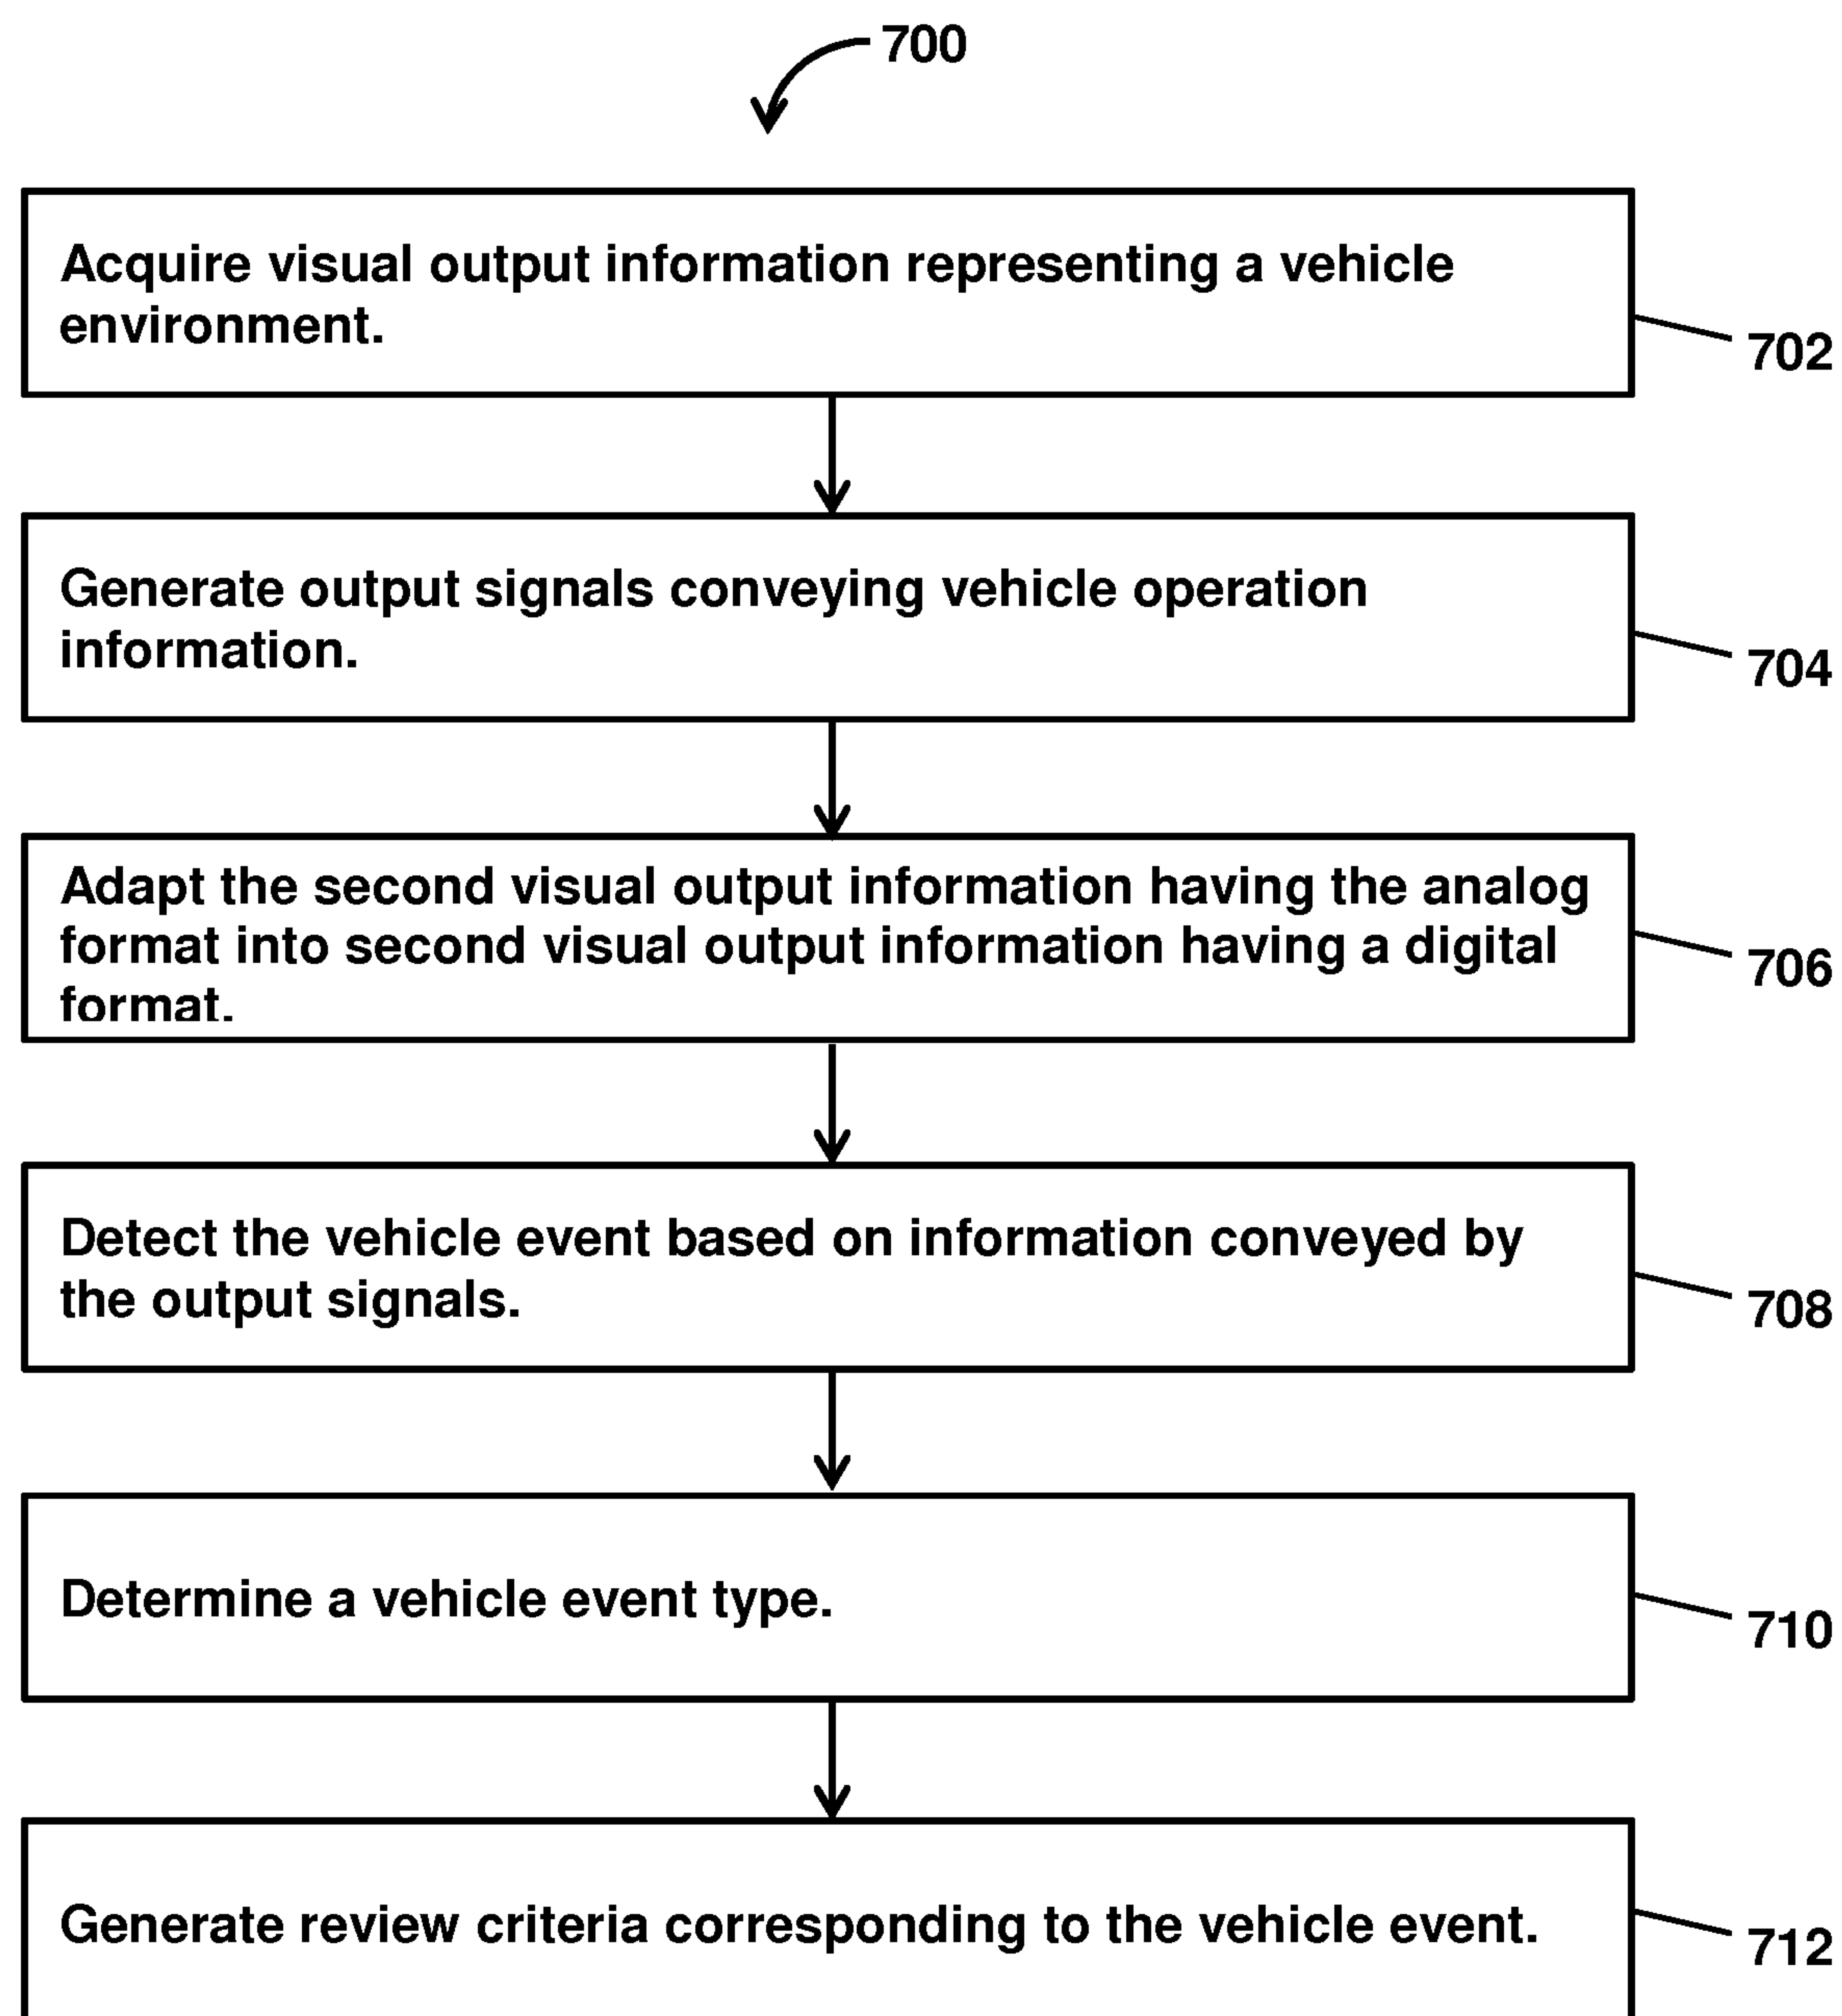 700
Acquire visual output information representing a vehicle
environment.
702
Generate output signals conveying vehicle operation
information.
704
Adapt the second visual output information having the analog
format into second visual output information having a digital
format.
706
Detect the vehicle event based on information conveyed by
the output signals.
708
Determine a vehicle event type.
710
Generate review criteria corresponding to the vehicle event.
712